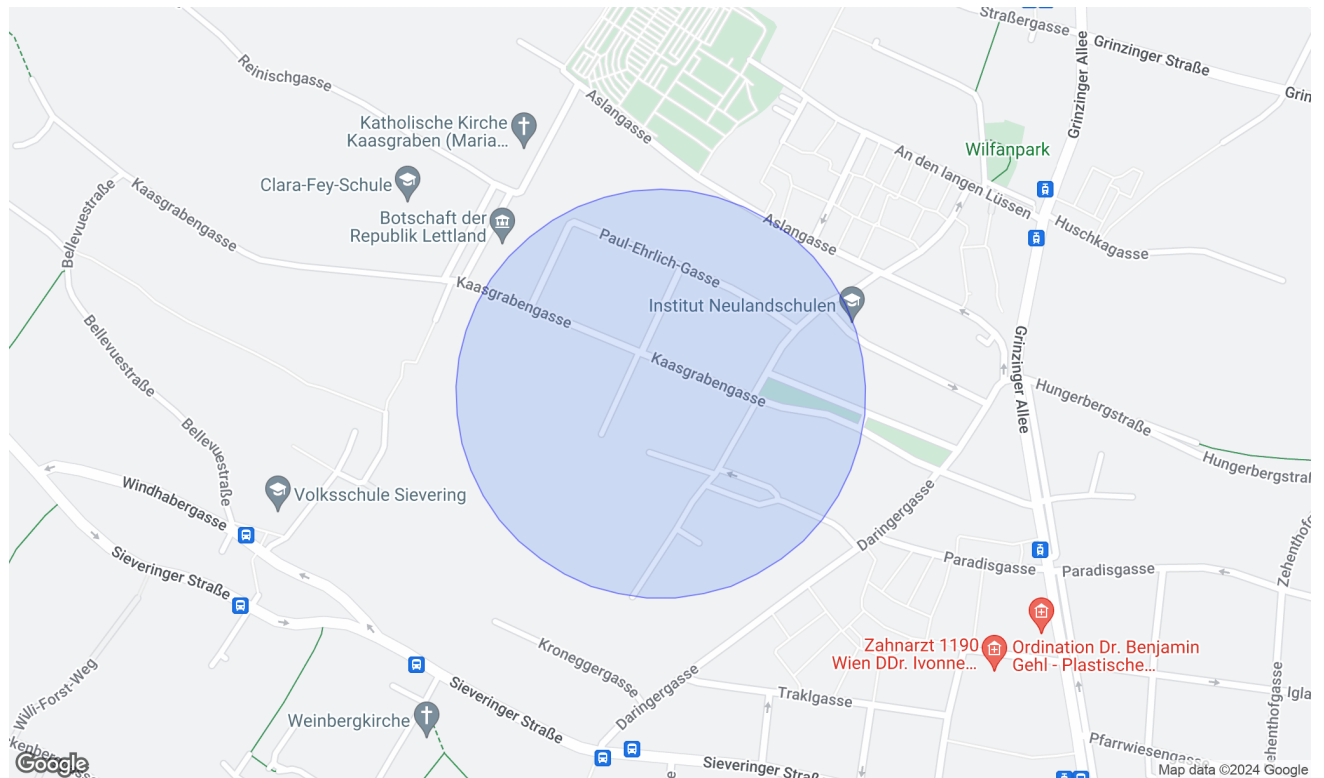 Straßergasse
Grinzinger Straße
Grinzinger Allee
Grin
Reinischgasse
Aslangasse
Katholische Kirche
Kaasgraben (Maria...
Wilfanpark
An den langen Lüssen
Clara-Fey-Schule
Kaasgrabengasse
Bellevuestraße
Botschaft der
Republik Lettland
Aslangasse
Huschkagasse
Paul-Ehrlich-Gasse
Kaasgrabengasse
Institut Neulandschulen
Bellevuestraße
Grinzinger Allee
Kaasgrabengasse
Hungerbergstraße
Bellevuestraße
Hungerbergstraß
Windhabergasse
Volksschule Sievering
Daringergasse
Zehenthofg
Sieveringer Straße
Paradisgasse
Paradisgasse
Zahnarzt 1190
Wien DDr. Ivonne...
Ordination Dr. Benjamin
Gehl - Plastische...
Kroneggergasse
Willi-Forst-Weg
Daringergasse
Traklgasse
Igla
Zehenthofgasse
Sieveringer Straße
Weinbergkirche
Pfarrwiesengasse
ckenberggasse
Sieveringer Straße
Google
Map data ©2024 Google